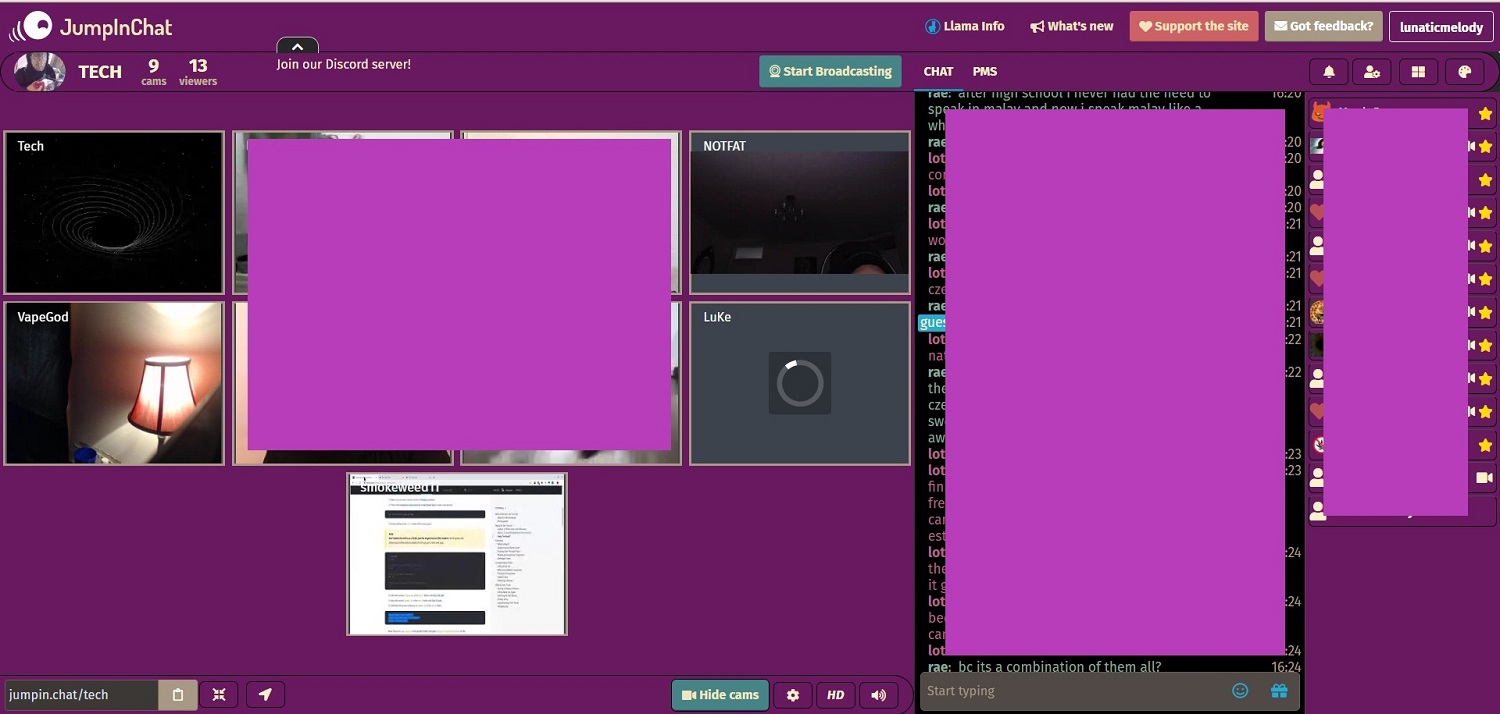 JumpInChat
Llama Info
What's new
Support the site
Got feedback?
lunaticmelody
TECH
9
cams
13
viewers
Join our Discord server!
Start Broadcasting
CHAT
PMS
Tech
NOTFAT
VapeGod
LuKe
rae: after high school i never had the need to 16:20
speak in malay and now i speak malay like a
wh
rae :20
lot :20
con
lot :20
rae :20
lot :21
wo
rae :21
lot :21
cze
rae :21
gues :21
lot :22
nat
rae :22
the
cze
swe
aw
lot :23
lot :23
fin
fre
can
est
lot :24
the
it g
lot :24
bec
can
lot :24
rae: bc its a combination of them all? 16:24
smokeweed11
jumpin.chat/tech
Hide cams
HD
Start typing